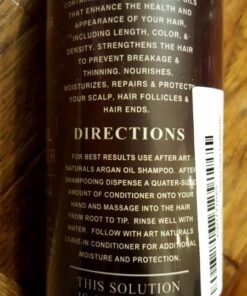 THAT ENHANCE THE HEALTH AND
APPEARANCE OF YOUR HAIR,
INCLUDING LENGTH, COLOR, &
DENSITY. STRENGTHENS THE HAIR
TO PREVENT BREAKAGE &
THINNING. NOURISHES,
MOISTURIZES, REPAIRS & PROTECTS
YOUR SCALP, HAIR FOLLICLES &
HAIR ENDS.
DIRECTIONS
FOR BEST RESULTS USE AFTER ART
NATURALS ARGAN OIL SHAMPOO. AFTER
SHAMPOOING DISPENSE A QUATER-SIZED
AMOUNT OF CONDITIONER ONTO YOUR
HAND AND MASSAGE INTO THE HAIR
FROM ROOT TO TIP. RINSE WELL WITH
WATER. FOLLOW WITH ART NATURALS
LEAVE-IN CONDITIONER FOR ADDITIONAL
MOISTURE AND PROTECTION.
THIS SOLUTION